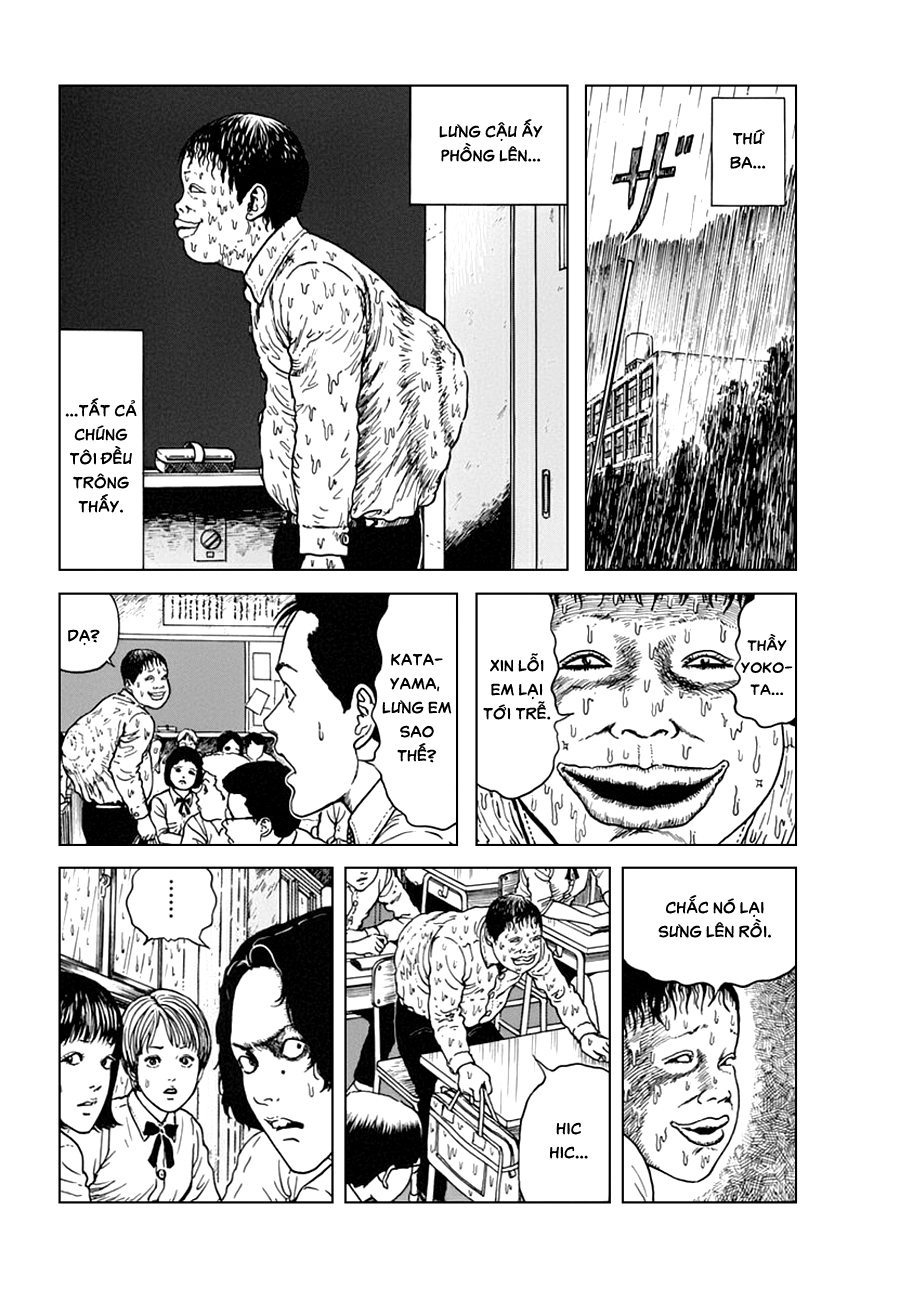 THỨ
BA...
ザ
LƯNG CẬU ẤY
PHỒNG LÊN...
...TẤT CẢ
CHÚNG
TÔI ĐỀU
TRÔNG
THẤY.
THẦY
YOKO-
TA...
XIN LỖI
EM LẠI
TỚI TRỄ.
KATA-
YAMA,
LƯNG EM
SAO
THẾ?
DẠ?
CHẮC NÓ LẠI
SƯNG LÊN RỒI.
HIC
HIC...
......